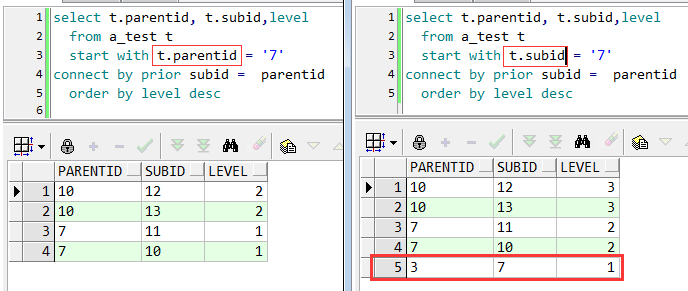 1 select t.parentid, t.subid,level
2 from a_test t
3 start with t.parentid = '7'
4 connect by prior subid = parentid
5 order by level desc
6
PARENTID SUBID LEVEL
1 10 12 2
2 10 13 2
3 7 11 1
4 7 10 1
1 select t.parentid, t.subid,level
2 from a_test t
3 start with t.subid = '7'
4 connect by prior subid = parentid
5 order by level desc
PARENTID SUBID LEVEL
1 10 12 3
2 10 13 3
3 7 11 2
4 7 10 2
5 3 7 1